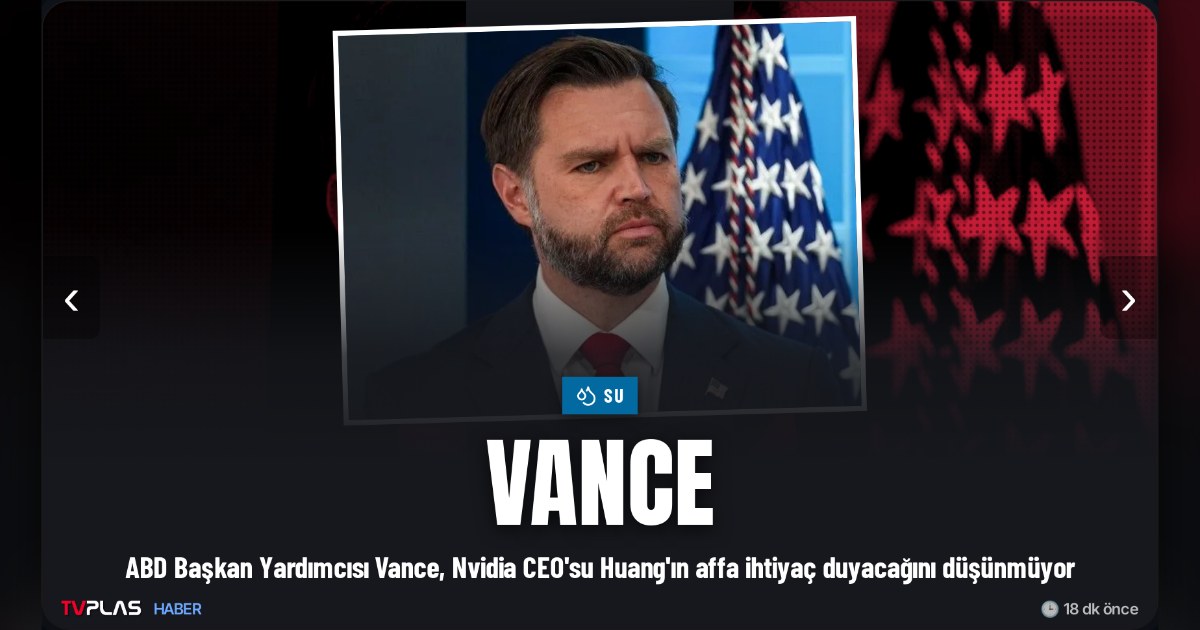 SU
VANCE
ABD Başkan Yardımcısı Vance, Nvidia CEO'su Huang'ın affa ihtiyaç duyacağını düşünmüyor
TVPLAS HABER
18 dk önce